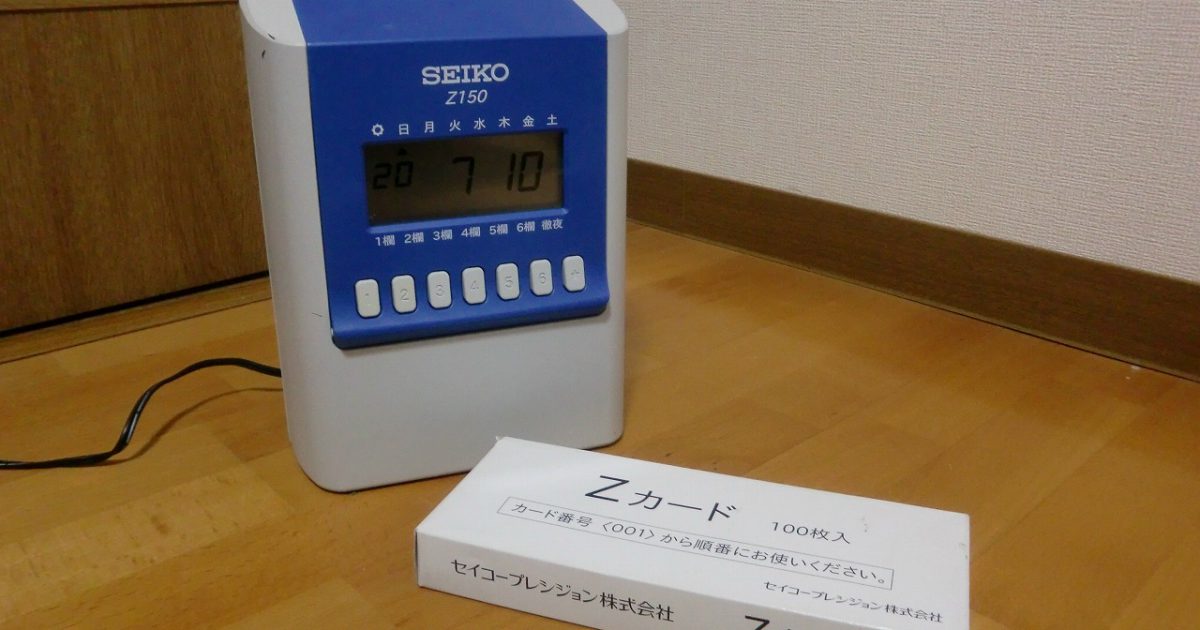 SEIKO
Z150
日 月 火 水 木 金 土
20 7 10
1欄 2欄 3欄 4欄 5欄 6欄 徹夜
1 2 3 4 5 6
Zカード 100枚入
カード番号〈001〉から順番にお使いください。
セイコープレシジョン株式会社
セイコープレシジョン株式会社